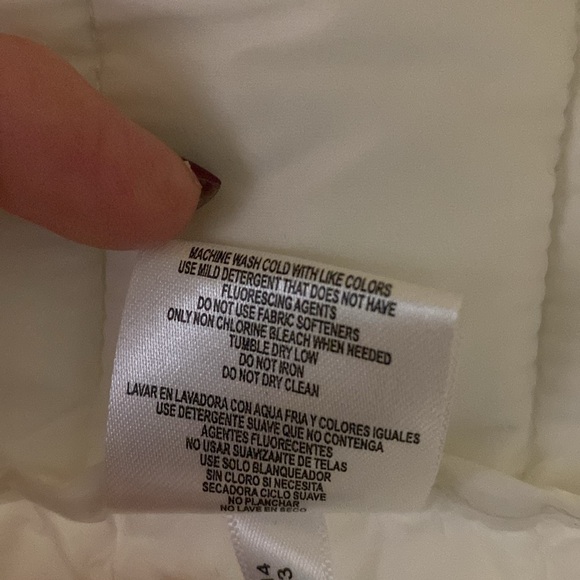 MACHINE WASH COLD WITH LIKE COLORS
USE MILD DETERGENT THAT DOES NOT HAVE
FLUORESCING AGENTS
DO NOT USE FABRIC SOFTENERS
ONLY NON CHLORINE BLEACH WHEN NEEDED
TUMBLE DRY LOW
DO NOT IRON
DO NOT DRY CLEAN
LAVAR EN LAVADORA CON AQUA FRIA Y COLORES IGUALES
USE DETERGENTE SUAVE QUE NO CONTENGA
AGENTES FLUORECENTES
NO USAR SUAVIZANTE DE TELAS
USE SOLO BLANQUEADOR
SIN CLORO SI NECESITA
SECADORA CICLO SUAVE
NO PLANCHAR
NO LAVE EN SECO